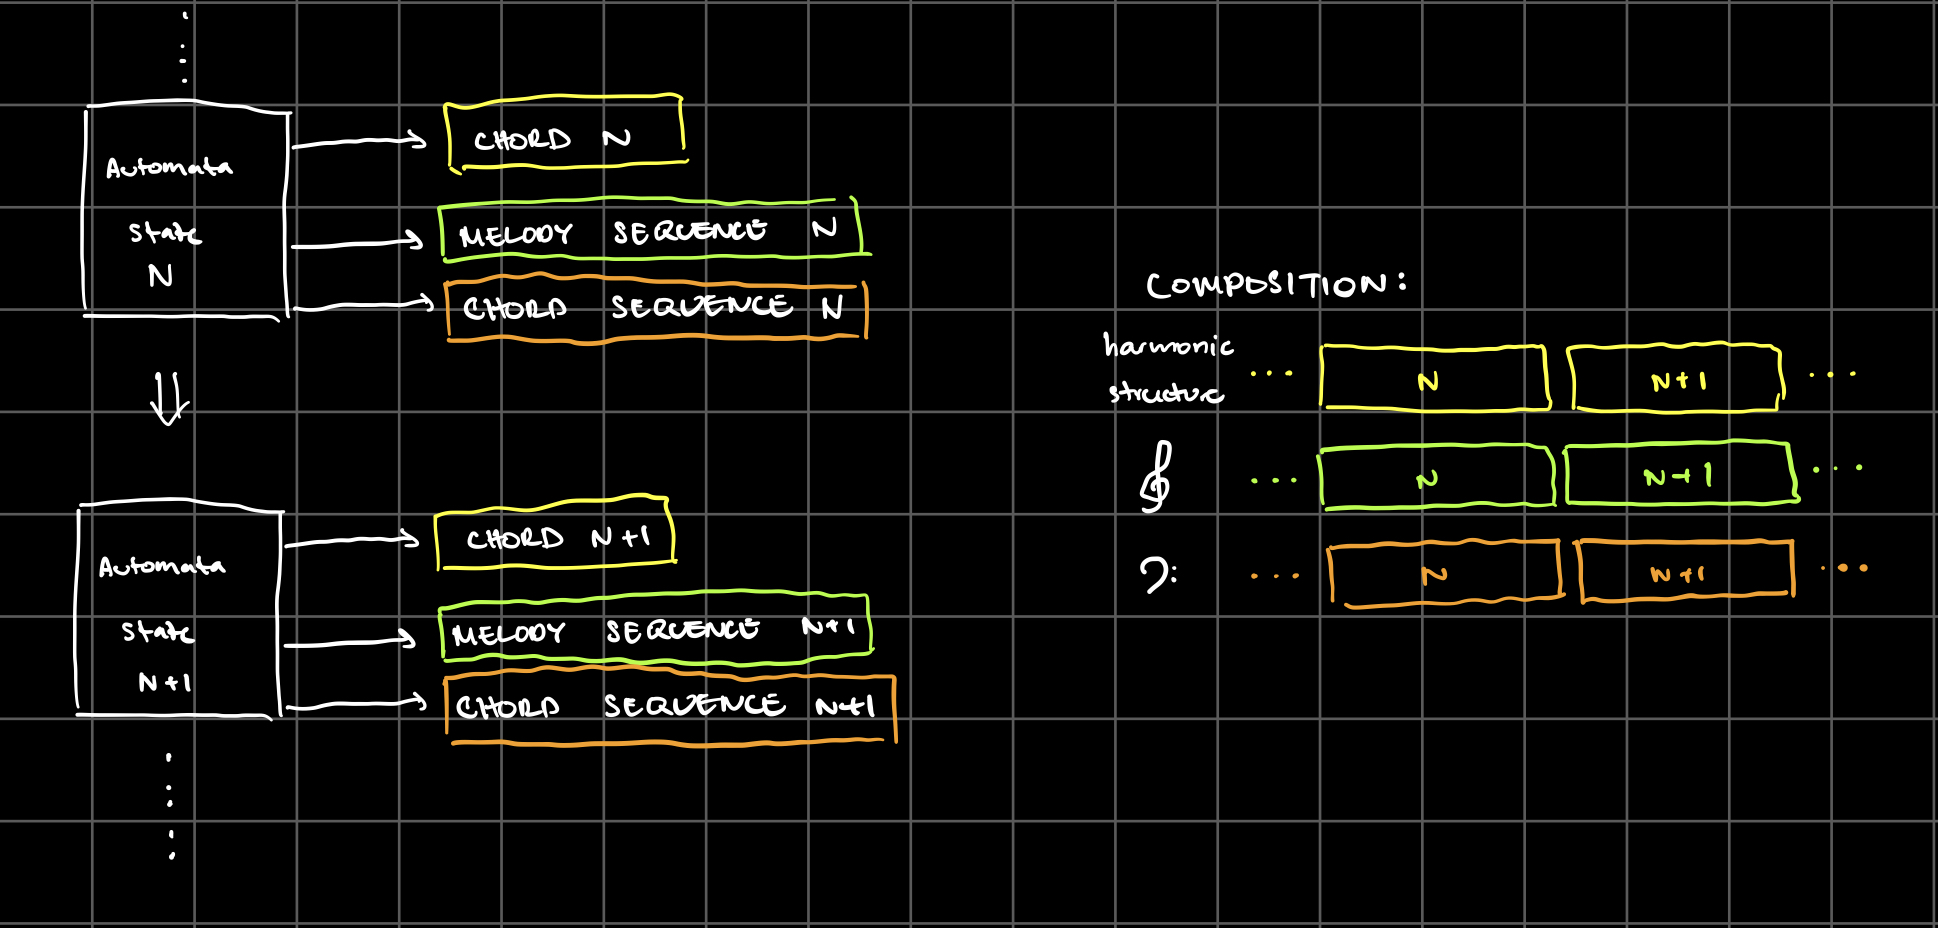 Automata
State
N
CHORD N
MELODY SEQUENCE N
CHORD SEQUENCE N
Automata
State
N+1
CHORD N+1
MELODY SEQUENCE N+1
CHORD SEQUENCE N+1
COMPOSITION:
harmonic
structure
... N N+1 ...
... N N+1 ...
... N N+1 ...